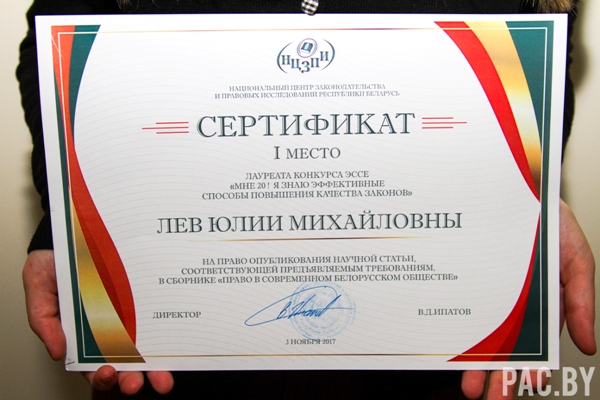 НЦЗПИ
НАЦИОНАЛЬНЫЙ ЦЕНТР ЗАКОНОДАТЕЛЬСТВА
И ПРАВОВЫХ ИССЛЕДОВАНИЙ РЕСПУБЛИКИ БЕЛАРУСЬ
СЕРТИФИКАТ
I МЕСТО
ЛАУРЕАТА КОНКУРСА ЭССЕ
«МНЕ 20! Я ЗНАЮ ЭФФЕКТИВНЫЕ
СПОСОБЫ ПОВЫШЕНИЯ КАЧЕСТВА ЗАКОНОВ»
ЛЕВ ЮЛИИ МИХАЙЛОВНЫ
НА ПРАВО ОПУБЛИКОВАНИЯ НАУЧНОЙ СТАТЬИ,
СООТВЕТСТВУЮЩЕЙ ПРЕДЪЯВЛЯЕМЫМ ТРЕБОВАНИЯМ,
В СБОРНИКЕ «ПРАВО В СОВРЕМЕННОМ БЕЛОРУССКОМ ОБЩЕСТВЕ»
ДИРЕКТОР В.Д.ИПАТОВ
3 НОЯБРЯ 2017
PAC.BY